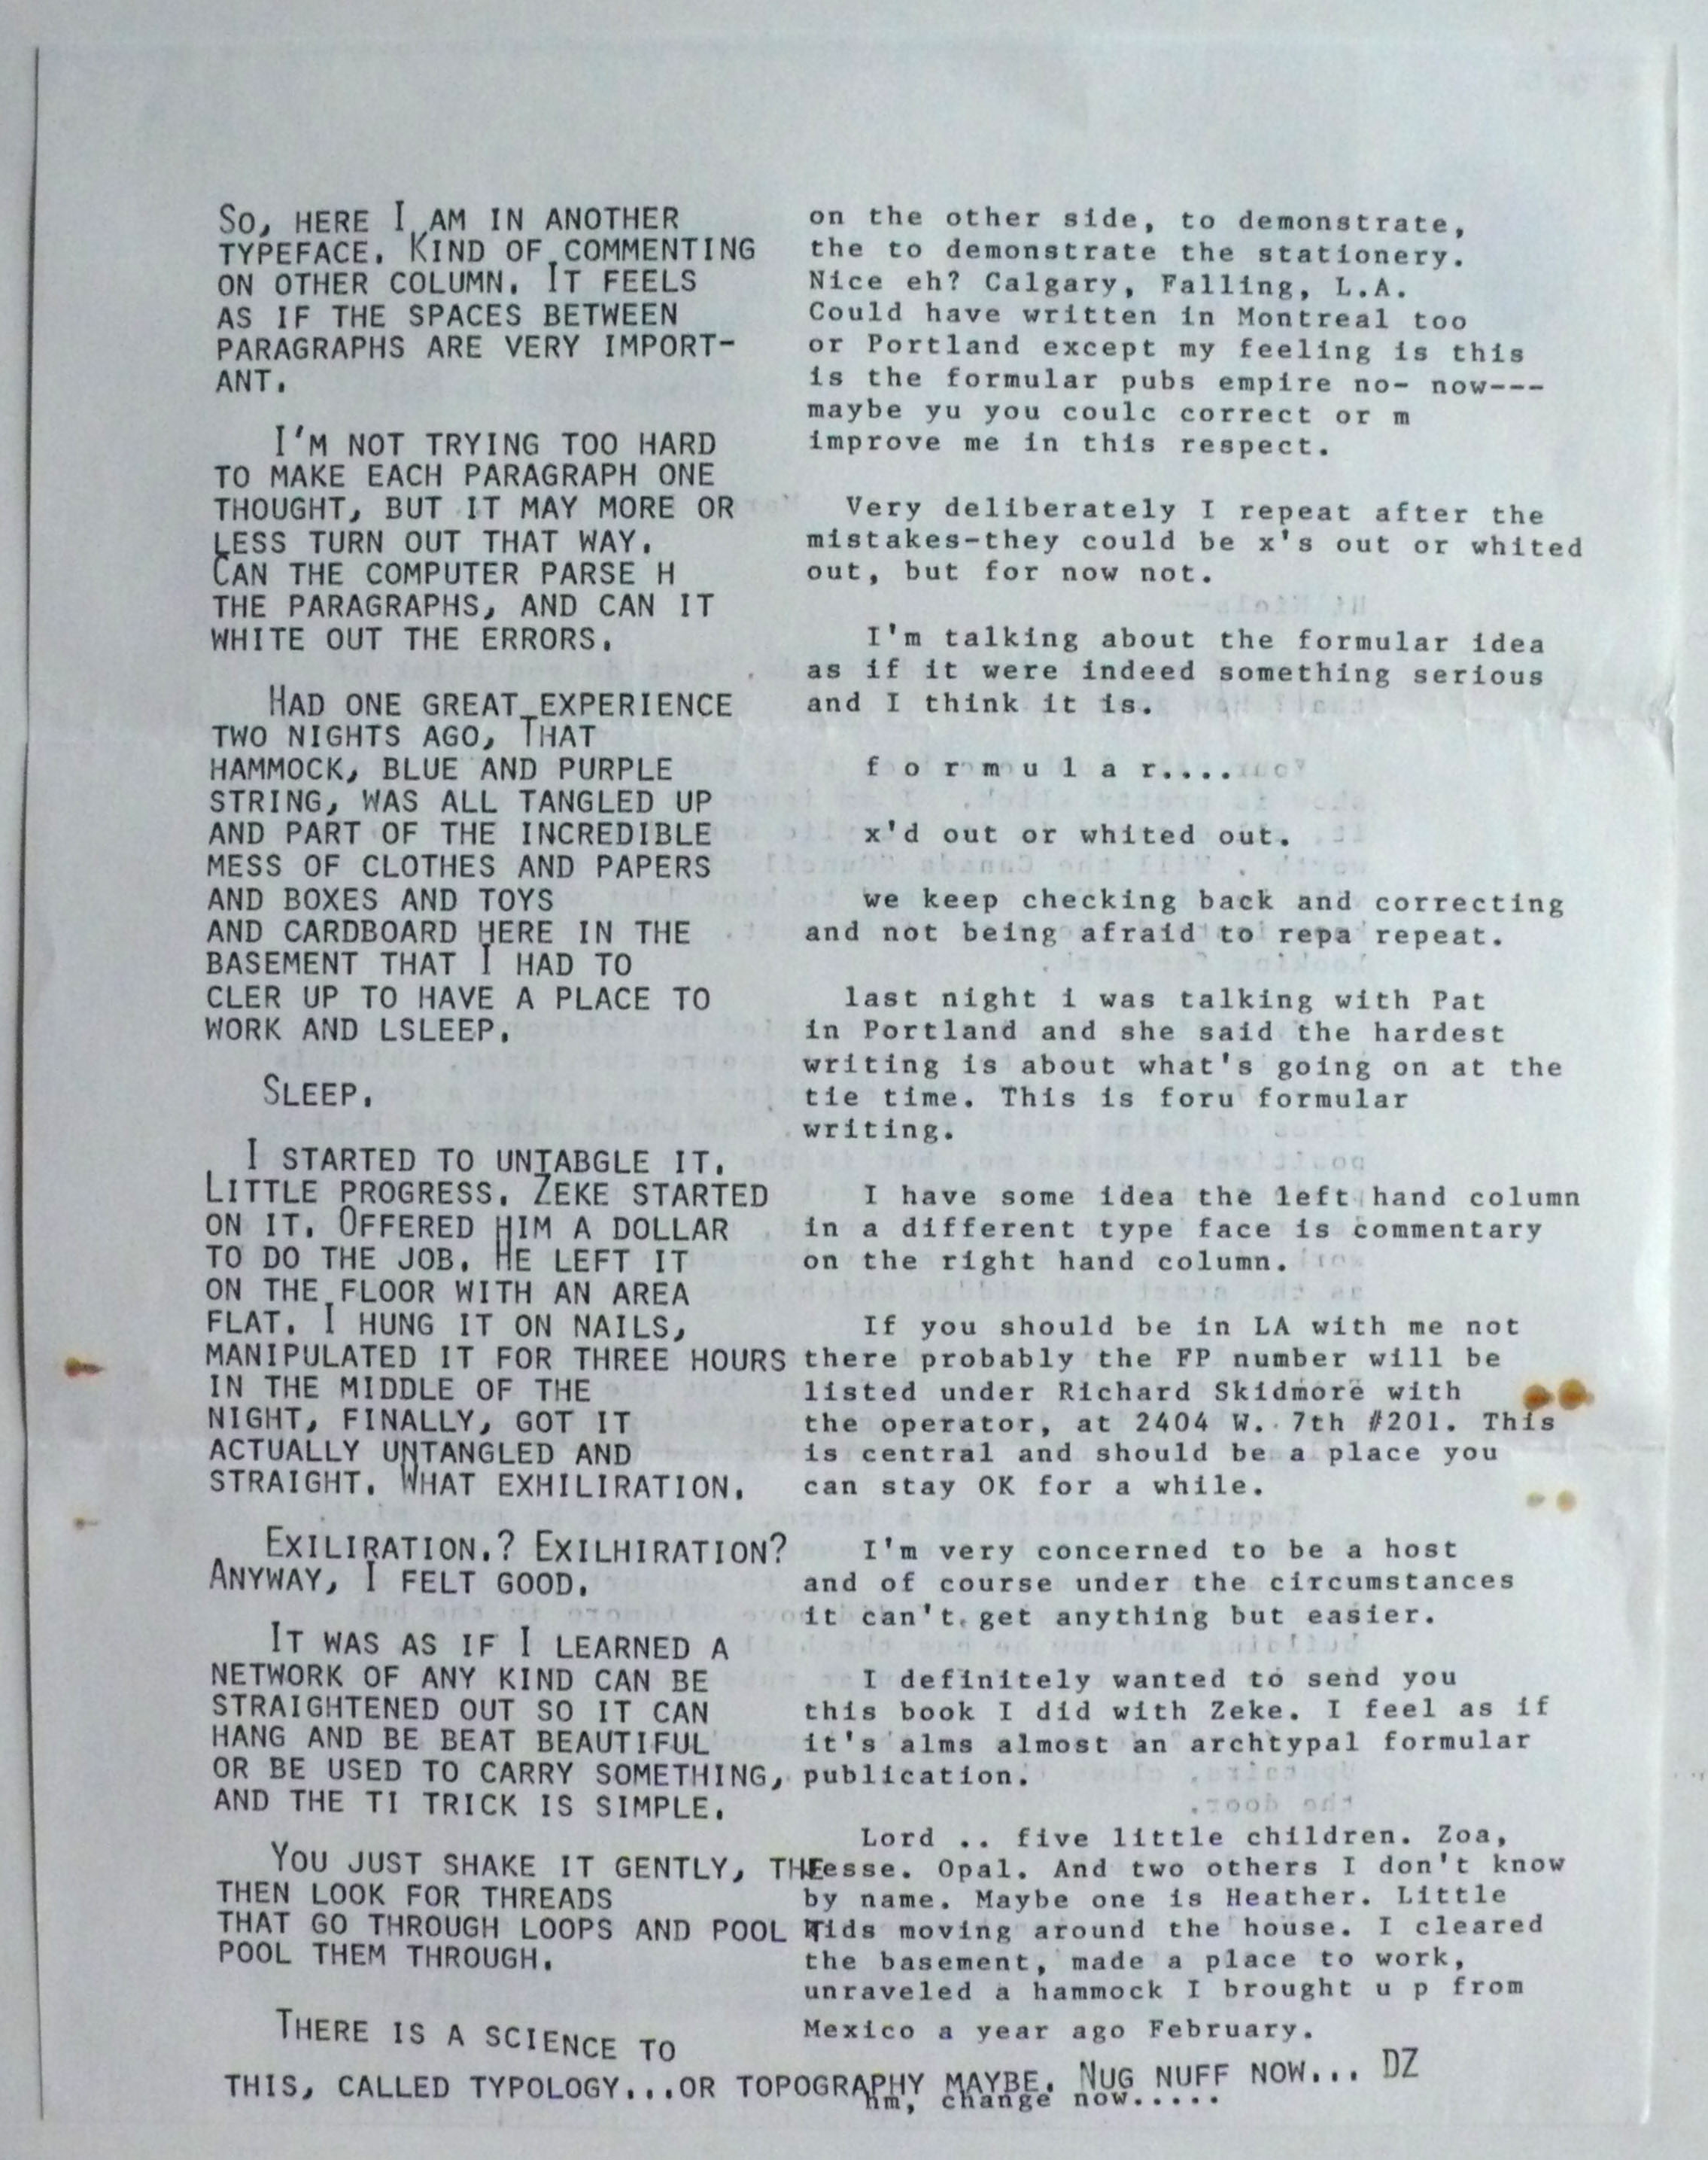 SO, HERE I AM IN ANOTHER
TYPEFACE. KIND OF COMMENTING
ON OTHER COLUMN. IT FEELS
AS IF THE SPACES BETWEEN
PARAGRAPHS ARE VERY IMPORT-
ANT.
I'M NOT TRYING TOO HARD
TO MAKE EACH PARAGRAPH ONE
THOUGHT, BUT IT MAY MORE OR
LESS TURN OUT THAT WAY.
CAN THE COMPUTER PARSE H
THE PARAGRAPHS, AND CAN IT
WHITE OUT THE ERRORS.
HAD ONE GREAT EXPERIENCE
TWO NIGHTS AGO, THAT
HAMMOCK, BLUE AND PURPLE
STRING, WAS ALL TANGLED UP
AND PART OF THE INCREDIBLE
MESS OF CLOTHES AND PAPERS
AND BOXES AND TOYS
AND CARDBOARD HERE IN THE
BASEMENT THAT I HAD TO
CLER UP TO HAVE A PLACE TO
WORK AND LSLEEP.
SLEEP.
I STARTED TO UNTABGLE IT.
LITTLE PROGRESS. ZEKE STARTED
ON IT. OFFERED HIM A DOLLAR
TO DO THE JOB. HE LEFT IT
ON THE FLOOR WITH AN AREA
FLAT. I HUNG IT ON NAILS,
MANIPULATED IT FOR THREE HOURS
IN THE MIDDLE OF THE
NIGHT, FINALLY, GOT IT
ACTUALLY UNTANGLED AND
STRAIGHT. WHAT EXHILIRATION.
EXILIRATION.? EXILHIRATION?
ANYWAY, I FELT GOOD.
IT WAS AS IF I LEARNED A
NETWORK OF ANY KIND CAN BE
STRAIGHTENED OUT SO IT CAN
HANG AND BE BEAT BEAUTIFUL
OR BE USED TO CARRY SOMETHING,
AND THE TI TRICK IS SIMPLE.
YOU JUST SHAKE IT GENTLY, THE
THEN LOOK FOR THREADS
THAT GO THROUGH LOOPS AND POOL T
POOL THEM THROUGH.
THERE IS A SCIENCE TO
THIS, CALLED TYPOLOGY...OR TOPOGRAPHY MAYBE. NUG NUFF NOW... DZ
on the other side, to demonstrate,
the to demonstrate the stationery.
Nice eh? Calgary, Falling, L.A.
Could have written in Montreal too
or Portland except my feeling is this
is the formular pubs empire no- now---
maybe yu you coulc correct or m
improve me in this respect.
Very deliberately I repeat after the
mistakes-they could be x's out or whited
out, but for now not.
I'm talking about the formular idea
as if it were indeed something serious
and I think it is.
f o r m u l a r....
x'd out or whited out.
we keep checking back and correcting
and not being afraid to repa repeat.
last night i was talking with Pat
in Portland and she said the hardest
writing is about what's going on at the
tie time. This is foru formular
writing.
I have some idea the left hand column
in a different type face is commentary
on the right hand column.
If you should be in LA with me not
there probably the FP number will be
listed under Richard Skidmore with
the operator, at 2404 W. 7th #201. This
is central and should be a place you
can stay OK for a while.
I'm very concerned to be a host
and of course under the circumstances
it can't get anything but easier.
I definitely wanted to send you
this book I did with Zeke. I feel as if
it's alms almost an archtypal formular
publication.
Lord .. five little children. Zoa,
esse. Opal. And two others I don't know
by name. Maybe one is Heather. Little
Kids moving around the house. I cleared
the basement, made a place to work,
unraveled a hammock I brought u p from
Mexico a year ago February.
hm, change now.....